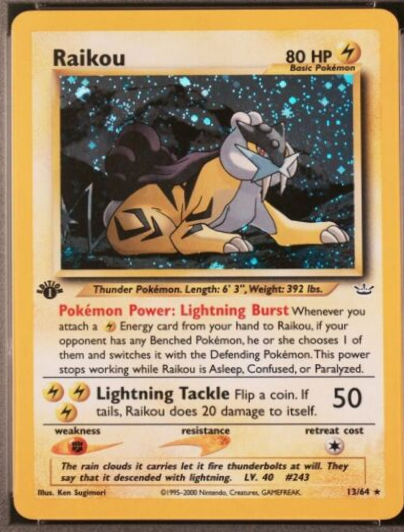 Raikou
80 HP
Basic Pokémon
EDITION
1
Thunder Pokémon. Length: 6' 3", Weight: 392 lbs.
Pokémon Power: Lightning Burst Whenever you
attach a Energy card from your hand to Raikou, if your
opponent has any Benched Pokémon, he or she chooses 1 of
them and switches it with the Defending Pokémon. This power
stops working while Raikou is Asleep, Confused, or Paralyzed.
Lightning Tackle Flip a coin. If
tails, Raikou does 20 damage to itself.
50
weakness resistance retreat cost
The rain clouds it carries let it fire thunderbolts at will. They
say that it descended with lightning. LV. 40 #243
Illus. Ken Sugimori ©1995-2000 Nintendo, Creatures, GAMEFREAK. 13/64 ★